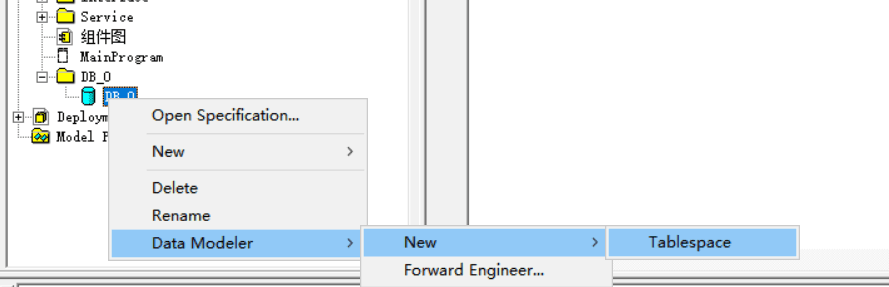 Service
组件图
MainProgram
DB_0
DB_0
Deploym
Model
Open Specification...
New
Delete
Rename
Data Modeler
New
Forward Engineer...
Tablespace